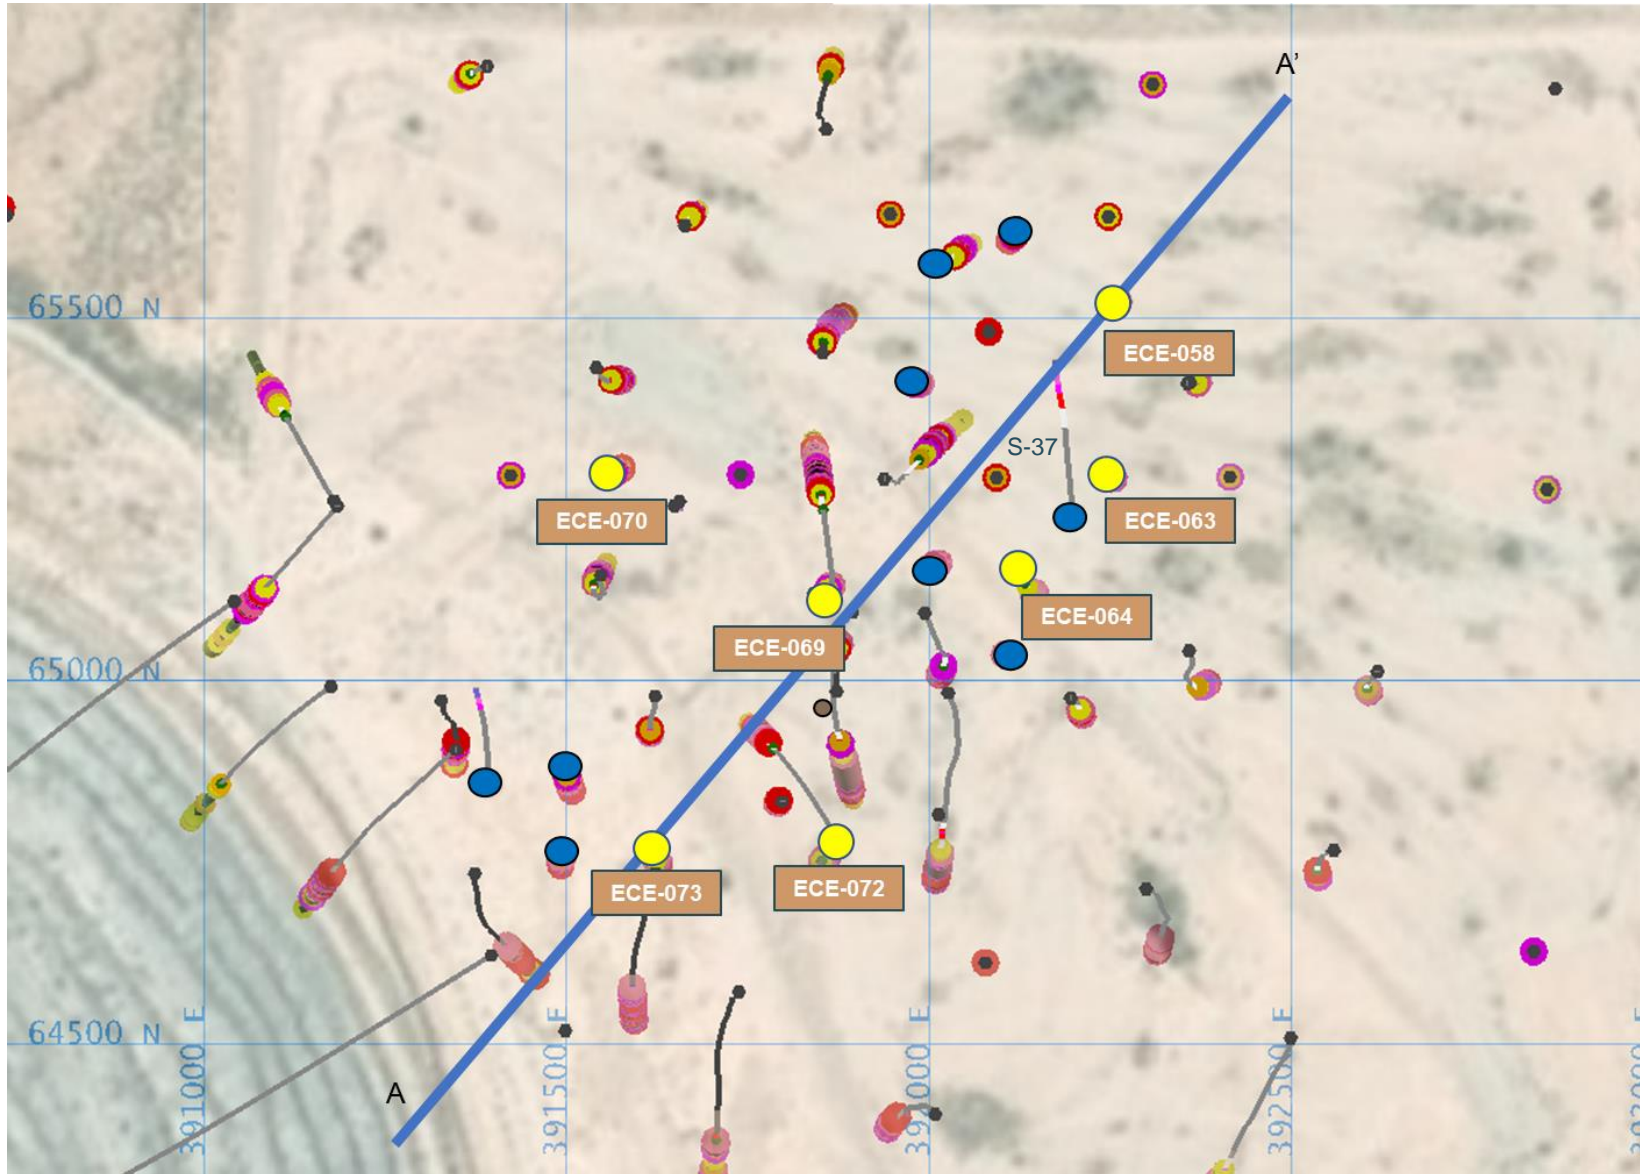 A’
65500 N
ECE-058
S-37
ECE-070
ECE-063
ECE-064
ECE-069
65000 N
ECE-073
ECE-072
64500 N
A
391000 E
391500 E
392000 E
392500 E